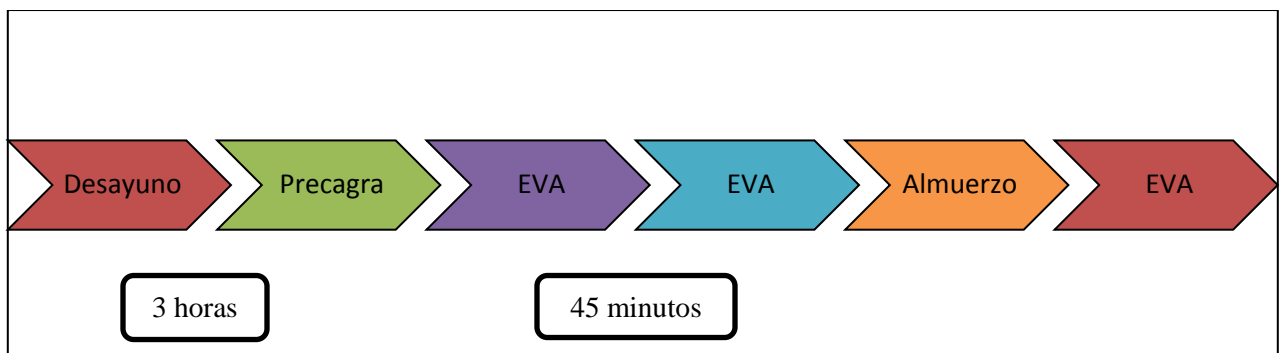 Desayuno
Precagra
EVA
EVA
Almuerzo
EVA
3 horas
45 minutos